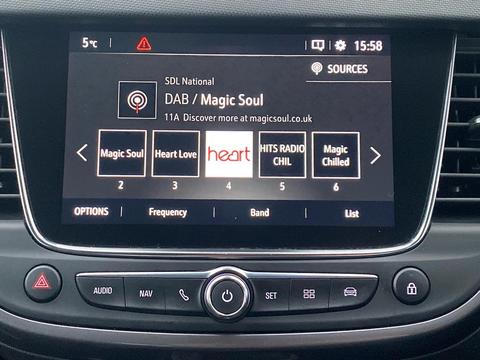 5°C 15:58
SOURCES
SDL National
DAB / Magic Soul
11A Discover more at magicsoul.co.uk
Magic Soul Heart Love heart HITS RADIO CHIL Magic Chilled
2 3 4 5 6
OPTIONS Frequency Band List
AUDIO NAV SET